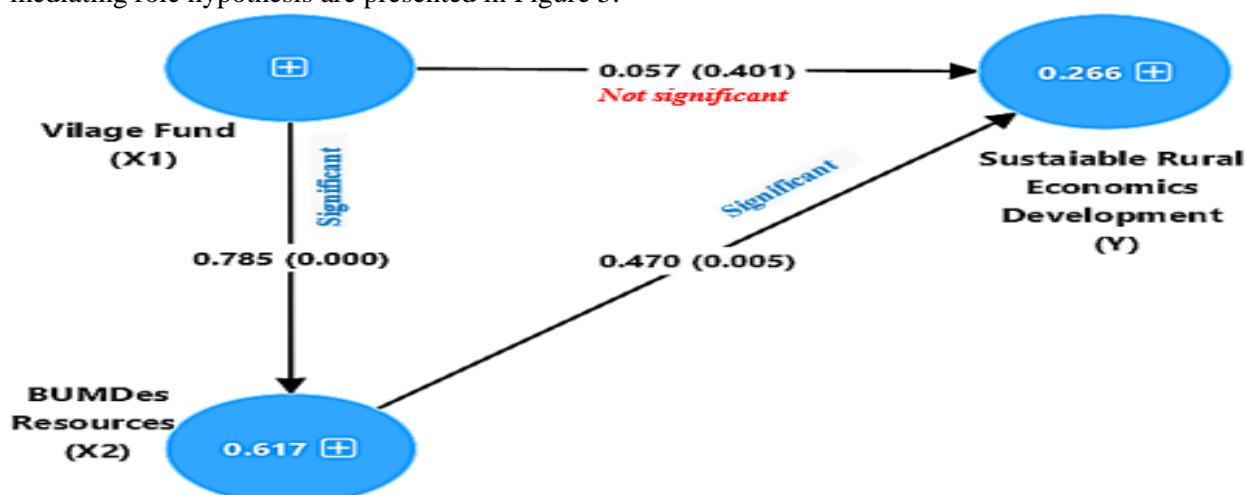 mediating role hypothesis are presented in Figure 3.
0.057 (0.401)
Not significant
0.266
Vilage Fund
(X1)
Significant
Sustaiable Rural
Economics
Development
(Y)
Significant
0.785 (0.000)
0.470 (0.005)
BUMDes
Resources
(X2)
0.617